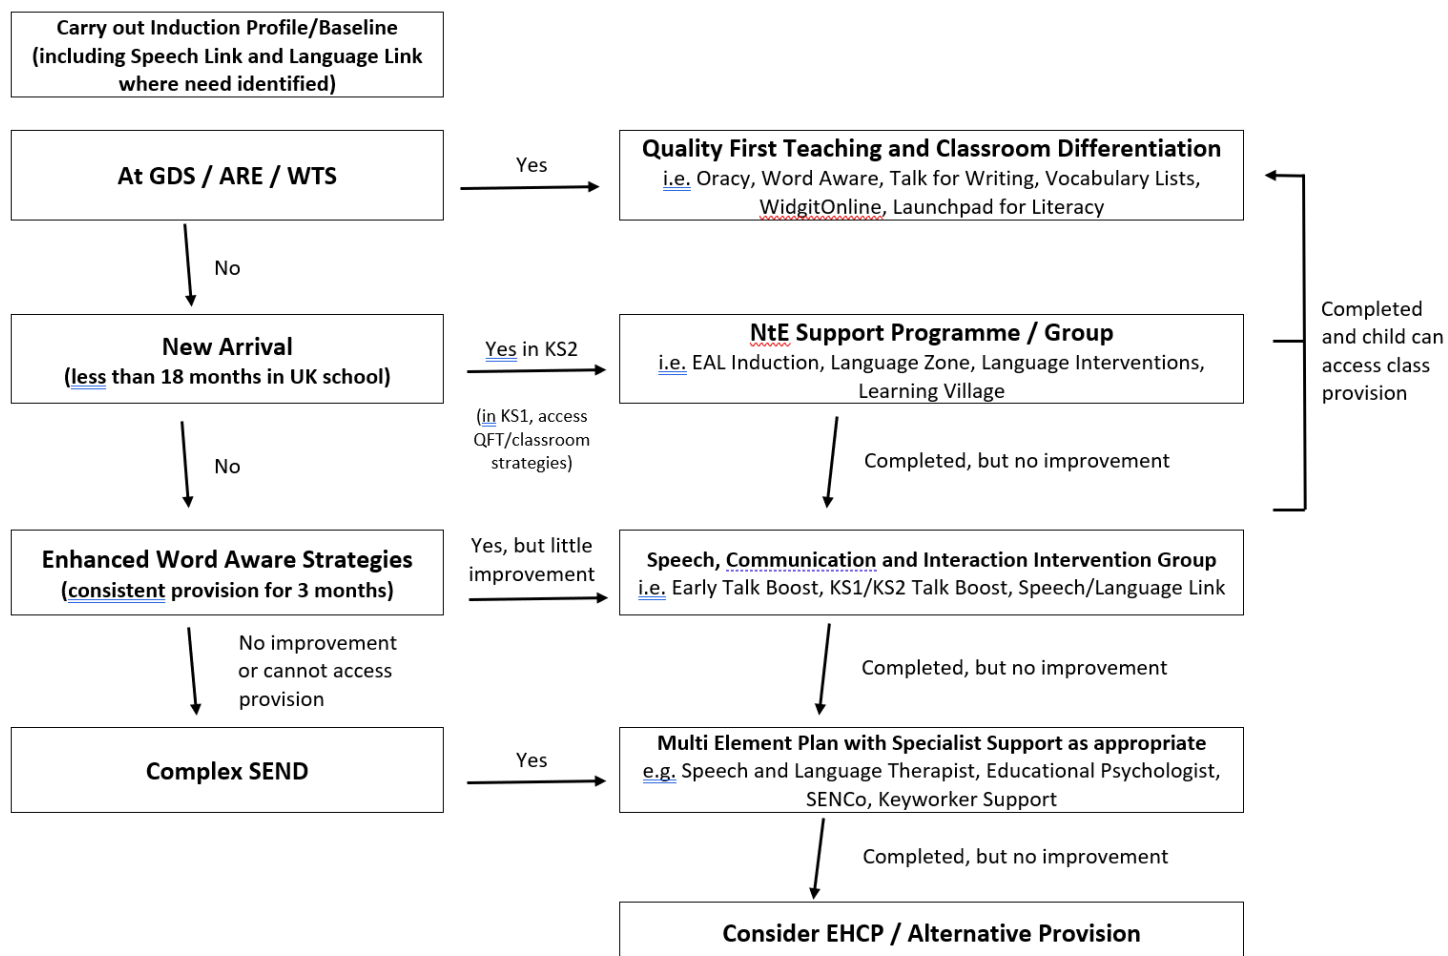 Carry out Induction Profile/Baseline
(including Speech Link and Language Link
where need identified)
At GDS / ARE / WTS
Yes
Quality First Teaching and Classroom Differentiation
i.e. Oracy, Word Aware, Talk for Writing, Vocabulary Lists,
WidgitOnline, Launchpad for Literacy
No
New Arrival
(less than 18 months in UK school)
Yes in KS2
(in KS1, access
QFT/classroom
strategies)
NtE Support Programme / Group
i.e. EAL Induction, Language Zone, Language Interventions,
Learning Village
Completed
and child can
access class
provision
No
Completed, but no improvement
Enhanced Word Aware Strategies
(consistent provision for 3 months)
Yes, but little
improvement
Speech, Communication and Interaction Intervention Group
i.e. Early Talk Boost, KS1/KS2 Talk Boost, Speech/Language Link
No improvement
or cannot access
provision
Completed, but no improvement
Complex SEND
Yes
Multi Element Plan with Specialist Support as appropriate
e.g. Speech and Language Therapist, Educational Psychologist,
SENCo, Keyworker Support
Completed, but no improvement
Consider EHCP / Alternative Provision